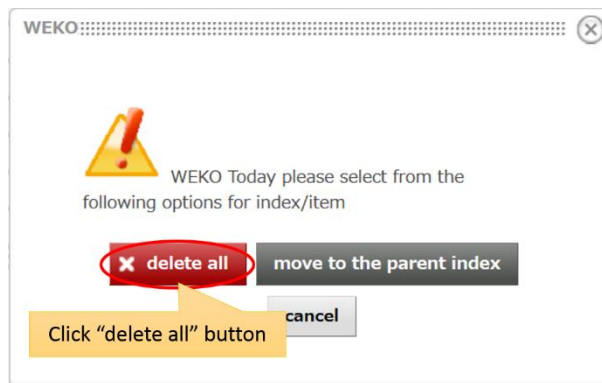 WEKO
WEKO Today please select from the
following options for index/item
delete all
move to the parent index
cancel
Click “delete all” button